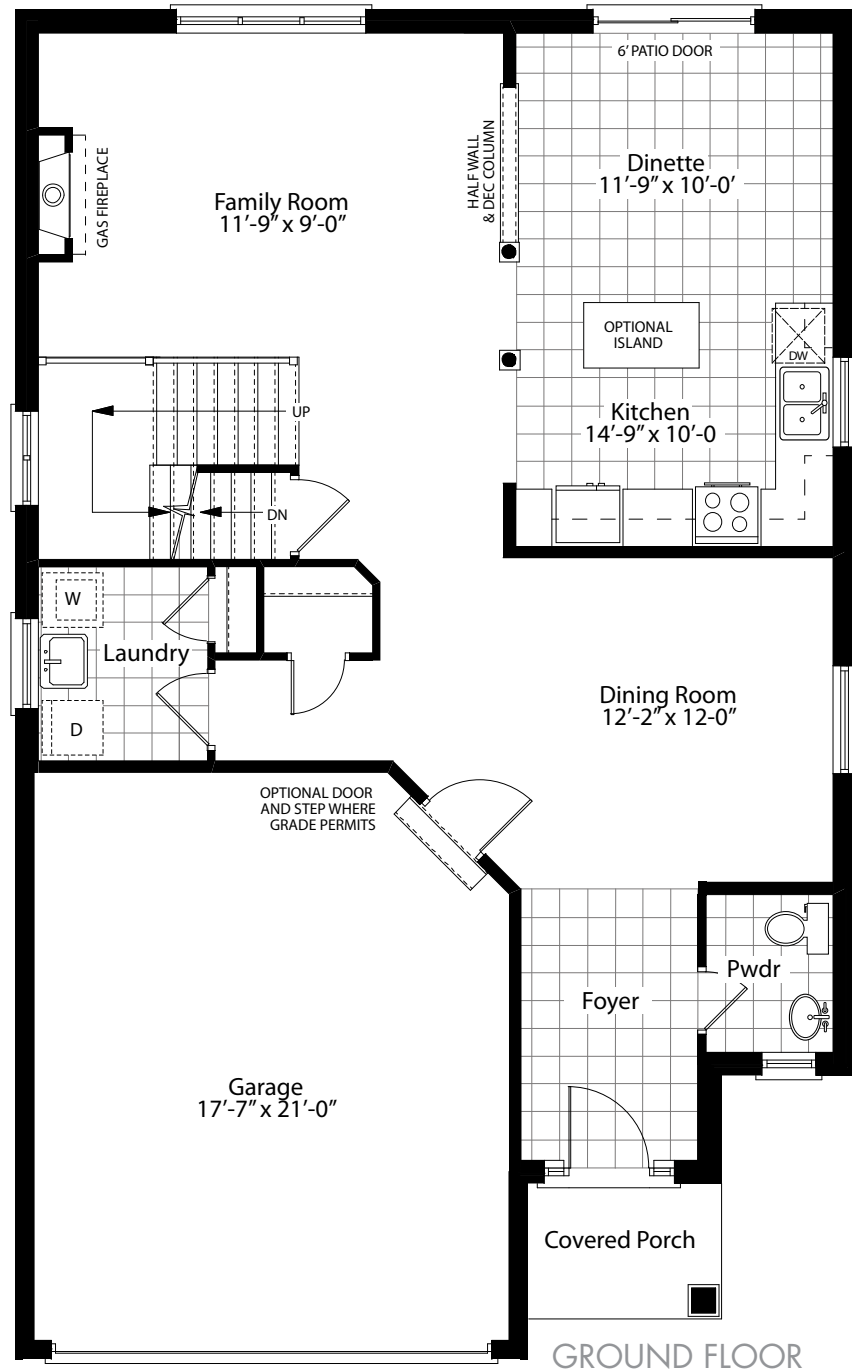 6′ PATIO DOOR
Dinette
11′-9″ x 10′-0′
HALF WALL
& DEC COLUMN
GAS FIREPLACE
Family Room
11′-9″ x 9′-0″
OPTIONAL
ISLAND
DW
UP
Kitchen
14′-9″ x 10′-0
DN
W
Laundry
D
Dining Room
12′-2″ x 12-0″
OPTIONAL DOOR
AND STEP WHERE
GRADE PERMITS
Pwdr
Foyer
Garage
17′-7″ x 21′-0″
Covered Porch
GROUND FLOOR